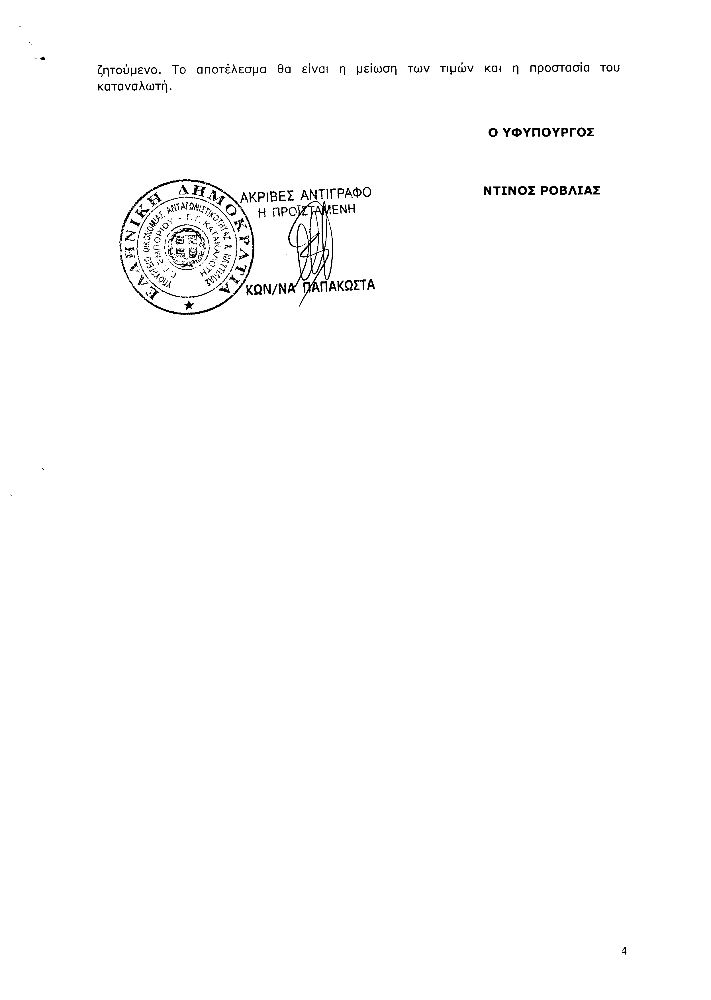 ζητούμενο. Το αποτέλεσμα θα είναι η μείωση των τιμών και η προστασία του
καταναλωτή.
Ο ΥΦΥΠΟΥΡΓΟΣ
ΝΤΙΝΟΣ ΡΟΒΛΙΑΣ
ΕΛΛΗΝΙΚΗ ΔΗΜΟΚΡΑΤΙΑ
ΥΠΟΥΡΓΕΙΟ ΟΙΚΟΝΟΜΙΑΣ ΑΝΤΑΓΩΝΙΣΤΙΚΟΤΗΤΑΣ & ΝΑΥΤΙΛΙΑΣ
Γ. Γ. ΕΜΠΟΡΙΟΥ - Γ. Γ. ΚΑΤΑΝΑΛΩΤΗ
ΑΚΡΙΒΕΣ ΑΝΤΙΓΡΑΦΟ
Η ΠΡΟΪΣΤΑΜΕΝΗ
ΚΩΝ/ΝΑ ΠΑΠΑΚΩΣΤΑ
4